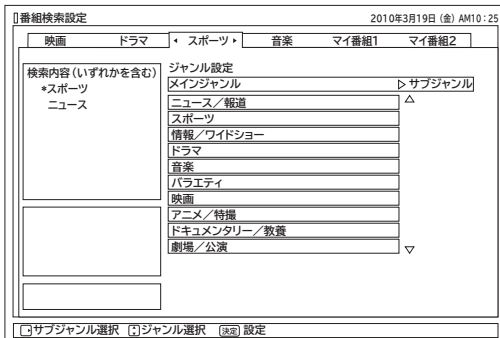 番組検索設定 2010年3月19日(金) AM10:25
映画 ドラマ スポーツ 音楽 マイ番組1 マイ番組2
検索内容(いずれかを含む)
*スポーツ
ニュース
ジャンル設定
メインジャンル ▷サブジャンル
ニュース/報道
スポーツ
情報/ワイドショー
ドラマ
音楽
バラエティ
映画
アニメ/特撮
ドキュメンタリー/教養
劇場/公演
サブジャンル選択 ジャンル選択 決定 設定